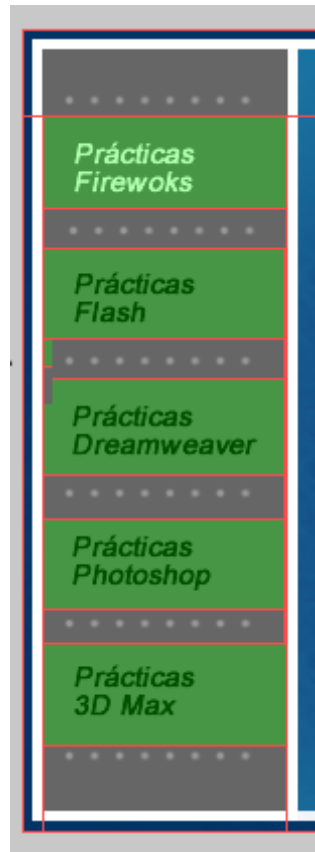 Prácticas
Firewoks
Prácticas
Flash
Prácticas
Dreamweaver
Prácticas
Photoshop
Prácticas
3D Max